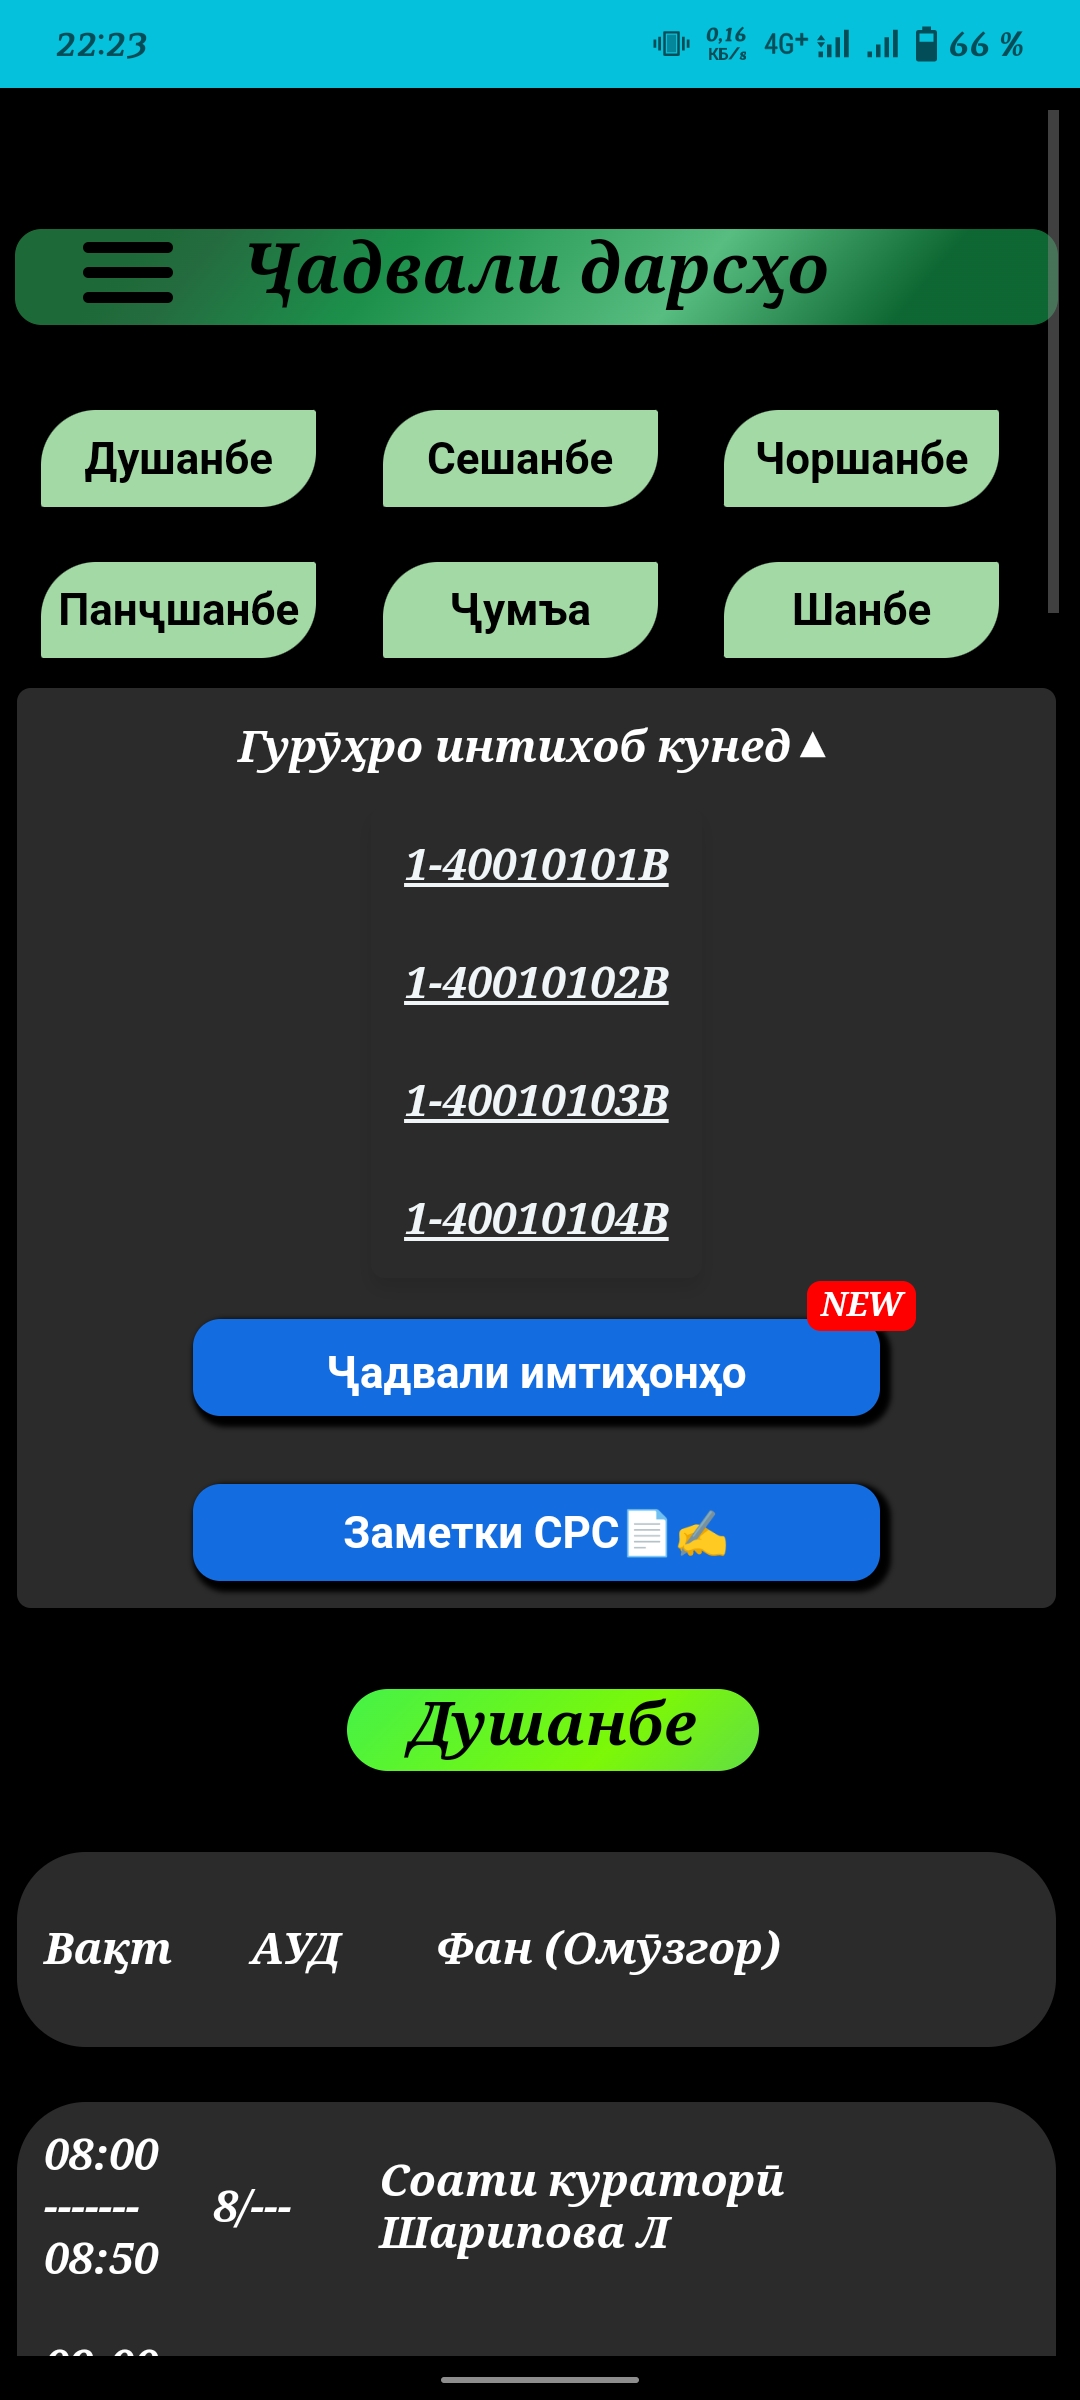 22:23
0,16
КБ/s
4G+
66 %
Ҷадвали дарсҳо
Душанбе
Сешанбе
Чоршанбе
Панҷшанбе
Ҷумъа
Шанбе
Гурӯҳро интихоб кунед▲
1-40010101В
1-40010102В
1-40010103В
1-40010104В
NEW
Ҷадвали имтиҳонҳо
Заметки СРС📄✍️
Душанбе
Вақт АУД Фан (Омӯзгор)
08:00
-------
08:50
8/---
Соати кураторӣ
Шарипова Л